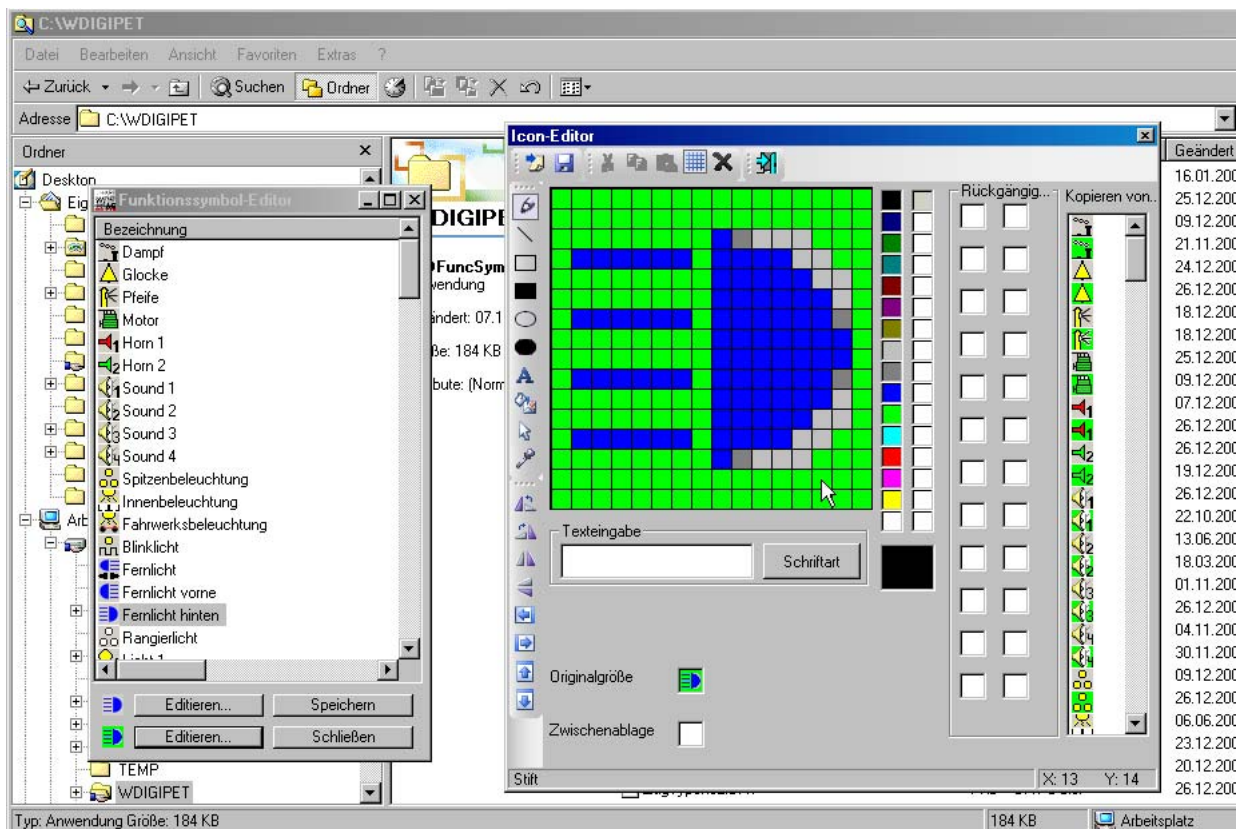 C:\WDIGIPET
Datei Bearbeiten Ansicht Favoriten Extras ?
Zurück Suchen Ordner
Adresse C:\WDIGIPET
Ordner
Deskton
Eig
Arb
TEMP
WDIGIPET
Funktionssymbol-Editor
Bezeichnung
Dampf
Glocke
Pfeife
Motor
Horn 1
Horn 2
Sound 1
Sound 2
Sound 3
Sound 4
Spitzenbeleuchtung
Innenbeleuchtung
Fahrwerksbeleuchtung
Blinklicht
Fernlicht
Fernlicht vorne
Fernlicht hinten
Rangierlicht
Licht 1
Editieren... Speichern
Editieren... Schließen
DIGIPE
FuncSym
wendung
ändert: 07.1
ße: 184 KB
bute: (Norm
Icon-Editor
Rückgängig...
Kopieren von..
A
Texteingabe
Schriftart
Originalgröße
Zwischenablage
Stift X: 13 Y: 14
Geändert
16.01.200
25.12.200
09.12.200
21.11.200
24.12.200
26.12.200
18.12.200
18.12.200
25.12.200
09.12.200
07.12.200
26.12.200
26.12.200
19.12.200
26.12.200
22.10.200
13.06.200
18.03.200
01.11.200
26.12.200
04.11.200
30.11.200
09.12.200
26.12.200
06.06.200
23.12.200
20.12.200
26.12.200
Typ: Anwendung Größe: 184 KB 184 KB Arbeitsplatz